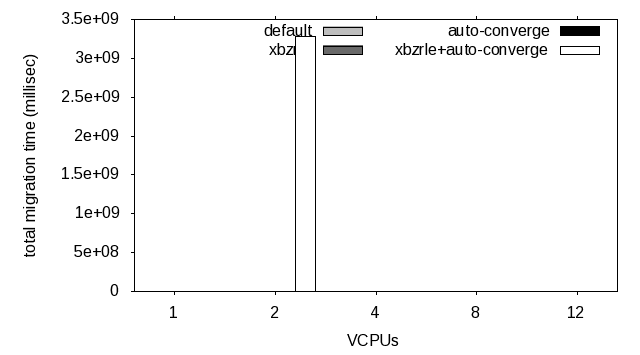 3.5e+09
3e+09
2.5e+09
2e+09
1.5e+09
1e+09
5e+08
0
total migration time (millisec)
default
auto-converge
xbzrle+auto-converge
1 2 4 8 12
VCPUs